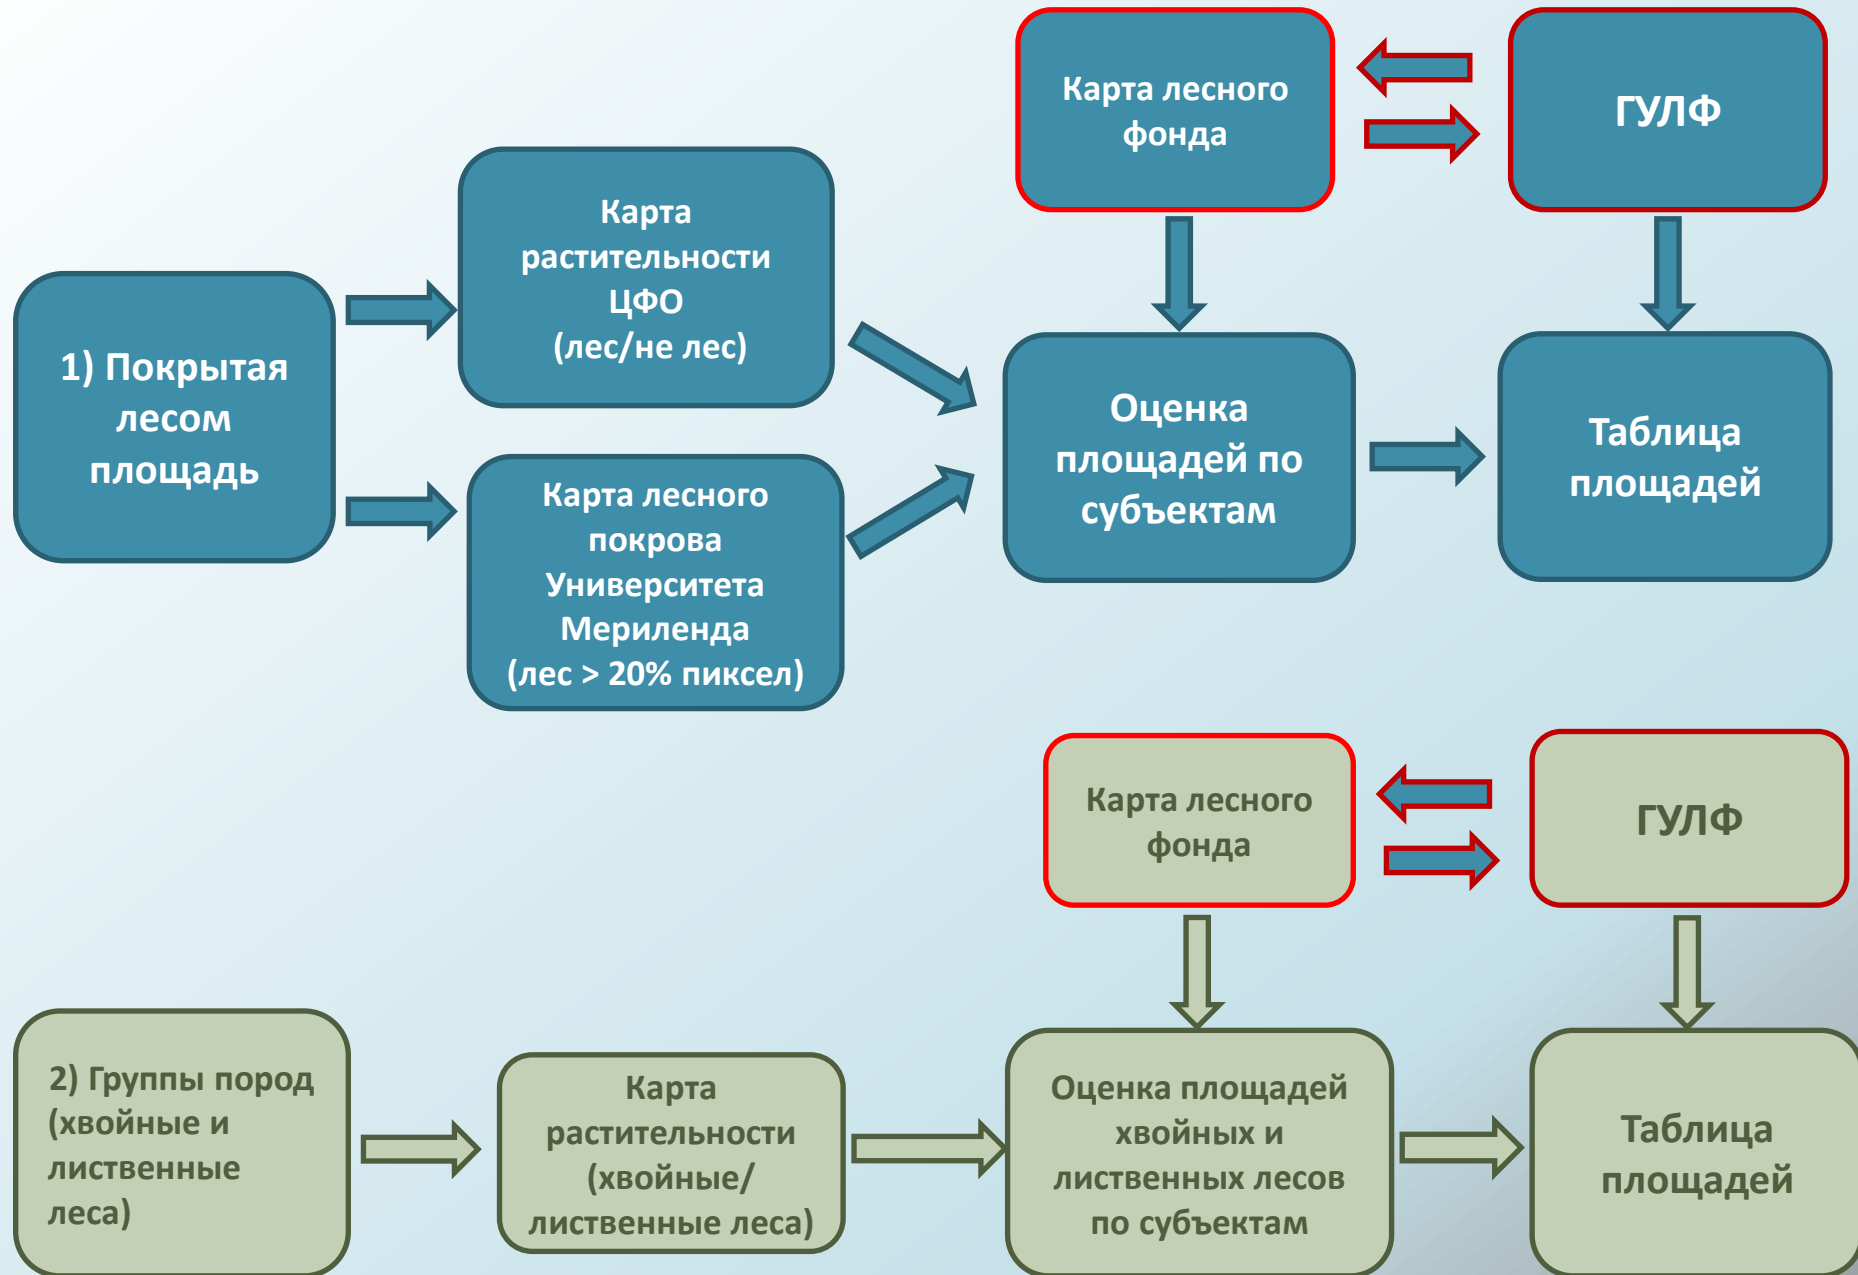 Карта лесного
фонда
ГУЛФ
Карта
растительности
ЦФО
(лес/не лес)
1) Покрытая
лесом
площадь
Карта лесного
покрова
Университета
Мериленда
(лес > 20% пиксел)
Оценка
площадей по
субъектам
Таблица
площадей
Карта лесного
фонда
ГУЛФ
2) Группы пород
(хвойные и
лиственные
леса)
Карта
растительности
(хвойные/
лиственные леса)
Оценка площадей
хвойных и
лиственных лесов
по субъектам
Таблица
площадей